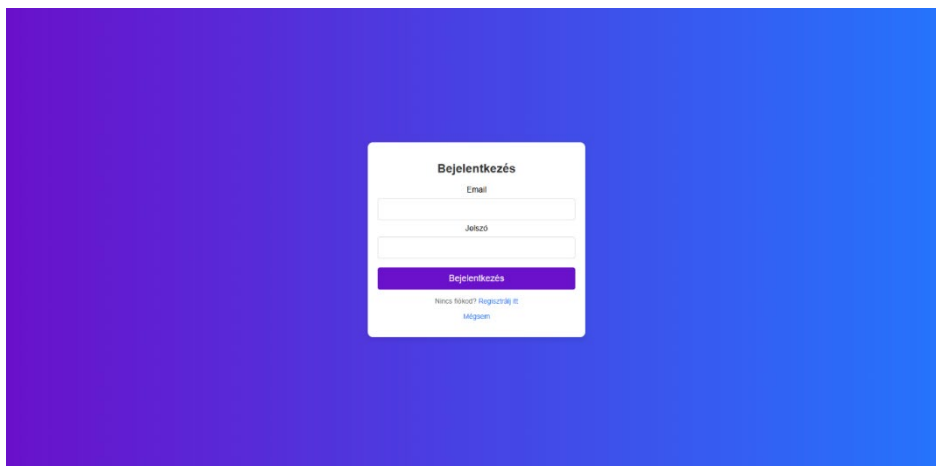 Bejelentkezés
Email
Jelszó
Bejelentkezés
Nincs fiókod? Regisztrálj itt
Mégsem